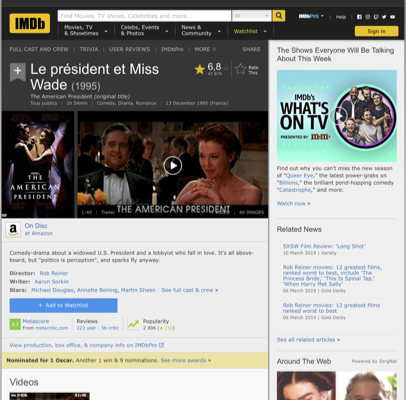 IMDb
Find Movies, TV shows, Celebrities and more...
All
IMDbPro
Help
Movies, TV
& Showtimes
Celebs, Events
& Photos
News &
Community
Watchlist
Sign in
FULL CAST AND CREW | TRIVIA | USER REVIEWS | IMDbPro | MORE
SHARE
Le président et Miss
Wade (1995)
The American President (original title)
Tous publics | 1h 54min | Comedy, Drama, Romance | 13 December 1995 (France)
6,8 /10
Rate
This
THE
AMERICAN
PRESIDENT
1:40 | Trailer
THE AMERICAN PRESIDENT
40 IMAGES
On Disc
at Amazon
Comedy-drama about a widowed U.S. President and a lobbyist who fall in love. It's all above-
board, but "politics is perception", and sparks fly anyway.
Director: Rob Reiner
Writer: Aaron Sorkin
Stars: Michael Douglas, Annette Bening, Martin Sheen | See full cast & crew »
+ Add to Watchlist
67
Metascore
From metacritic.com
Reviews
223 user | 56 critic
Popularity
View production, box office, & company info on IMDbPro
Nominated for 1 Oscar. Another 1 win & 9 nominations. See more awards »
Videos
The Shows Everyone Will Be Talking
About This Week
IMDb's
WHAT'S
ON TV
PRESENTED BY M&M'S
Find out why you can't miss the new season
of "Queer Eye," the latest power-grabs on
"Billions," the brilliant pond-hopping comedy
"Catastrophe," and more.
Watch now »
Related News
SXSW Film Review: 'Long Shot'
10 March 2019 | Variety
Rob Reiner movies: 12 greatest films,
ranked worst to best, include 'The
Princess Bride,' 'This Is Spinal Tap,'
'When Harry Met Sally'
06 March 2019 | Gold Derby
Rob Reiner movies: 12 greatest films
ranked worst to best
06 March 2019 | Gold Derby
See all related articles »
Around The Web
Powered by ZergNet